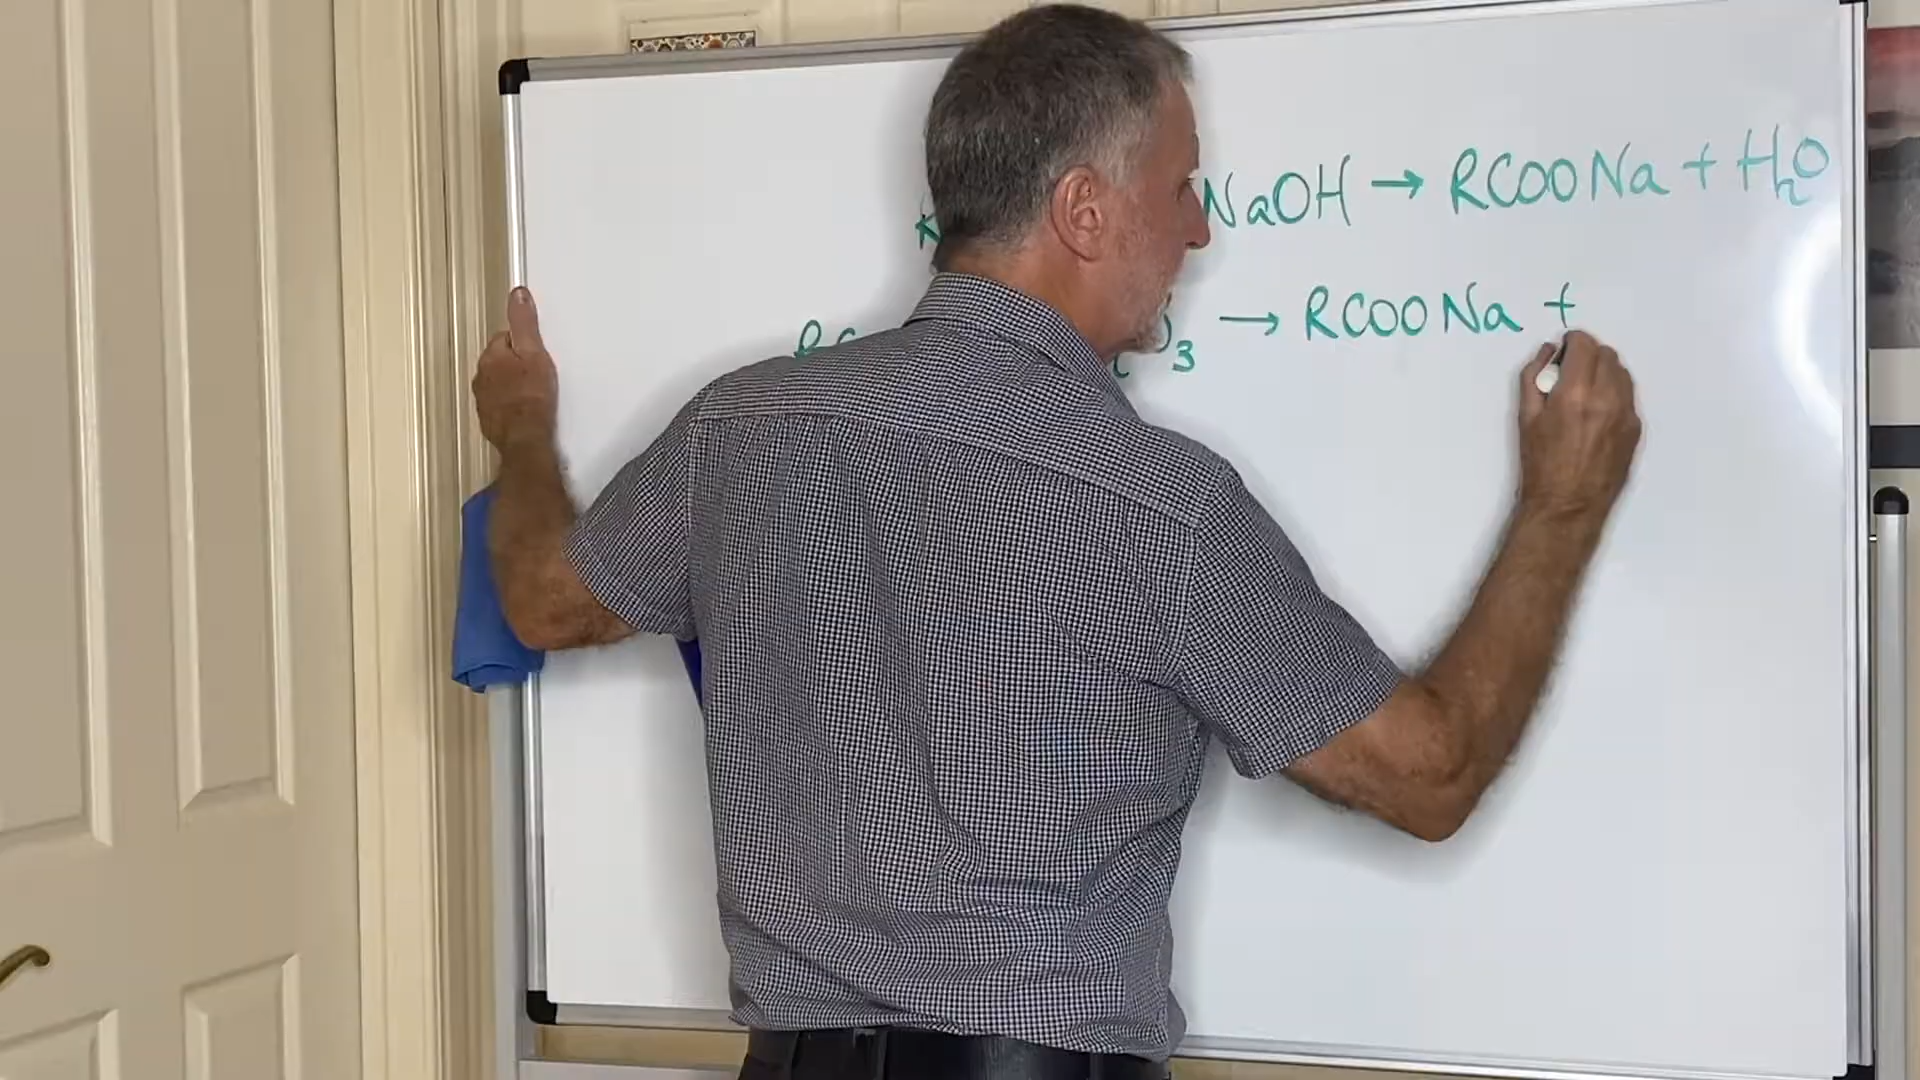 NaOH → RCOONa + H₂O
→ RCOONa +